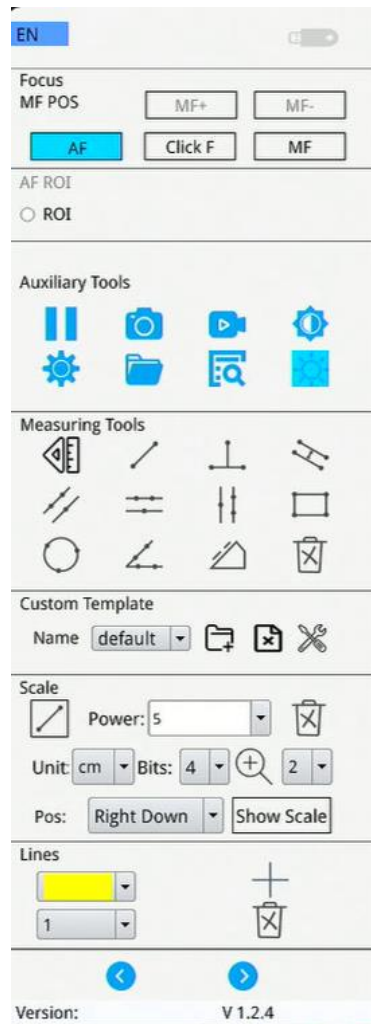 EN
Focus
MF POS MF+ MF-
AF Click F MF
AF ROI
ROI
Auxiliary Tools
Measuring Tools
Custom Template
Name default
Scale
Power: 5
Unit: cm Bits: 4 2
Pos: Right Down Show Scale
Lines
1
Version: V 1.2.4